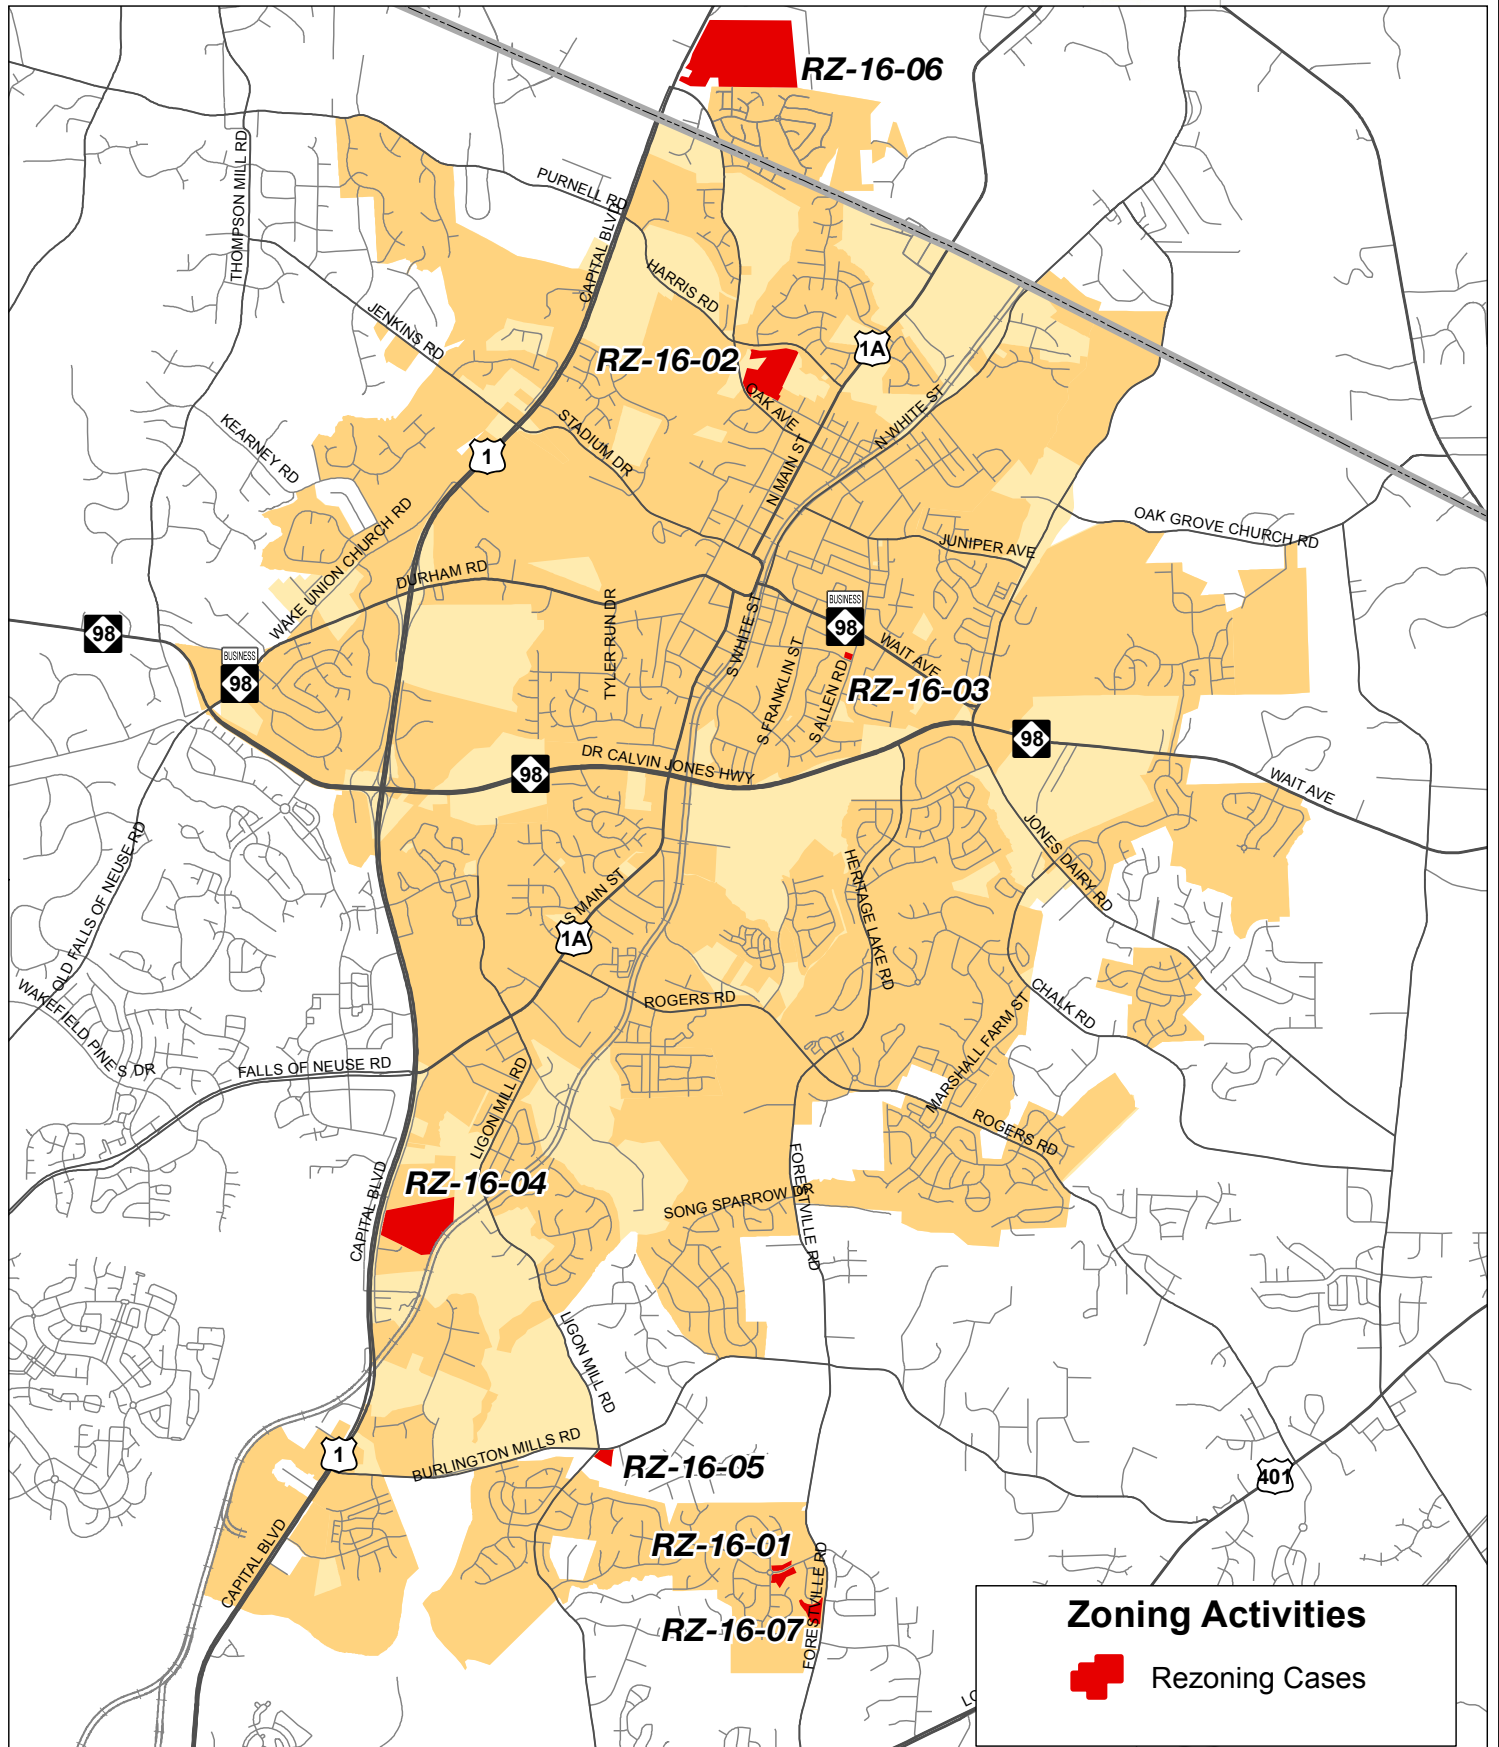 RZ-16-06
THOMPSON MILL RD
PURNELL RD
CAPITAL BLVD
HARRIS RD
JENKINS RD
RZ-16-02
1A
OAK AVE
KEARNEY RD
STADIUM DR
N WHITE ST
1
N MAIN ST
WAKE UNION CHURCH RD
OAK GROVE CHURCH RD
JUNIPER AVE
DURHAM RD
TYLER RUN DR
BUSINESS
98
98
S WHITE ST
WAIT AVE
BUSINESS
98
S FRANKLIN ST
S ALLEN RD
RZ-16-03
98
98
DR CALVIN JONES HWY
WAIT AVE
OLD FALLS OF NEUSE RD
JONES DAIRY RD
HERITAGE LAKE RD
S MAIN ST
1A
WAKEFIELD PINES DR
ROGERS RD
CHALK RD
MARSHALL FARM ST
FALLS OF NEUSE RD
LIGON MILL RD
ROGERS RD
RZ-16-04
CAPITAL BLVD
FORESTVILLE RD
SONG SPARROW DR
LIGON MILL RD
1
BURLINGTON MILLS RD
RZ-16-05
401
CAPITAL BLVD
RZ-16-01
FORESTVILLE RD
RZ-16-07
Zoning Activities
Rezoning Cases